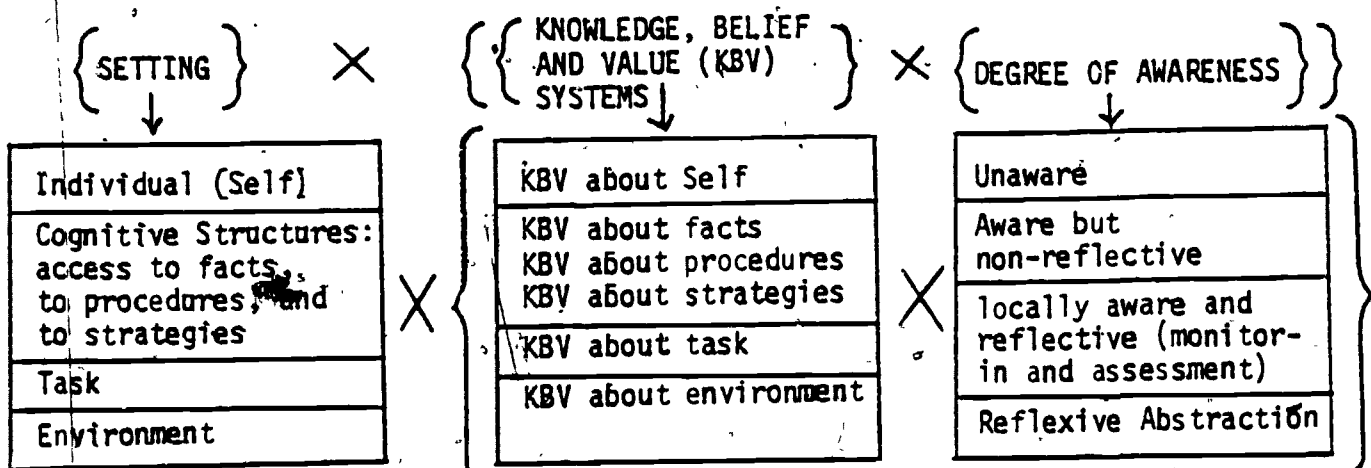 { SETTING } × { { KNOWLEDGE, BELIEF
AND VALUE (KBV)
SYSTEMS } × { DEGREE OF AWARENESS } }
Individual (Self]
Cognitive Structures:
access to facts,
to procedures, and
to strategies
Task
Environment
×
KBV about Self
KBV about facts
KBV about procedures
KBV about strategies
KBV about task
KBV about environment
×
Unaware
Aware but
non-reflective
locally aware and
reflective (monitor-
in and assessment)
Reflexive Abstraction